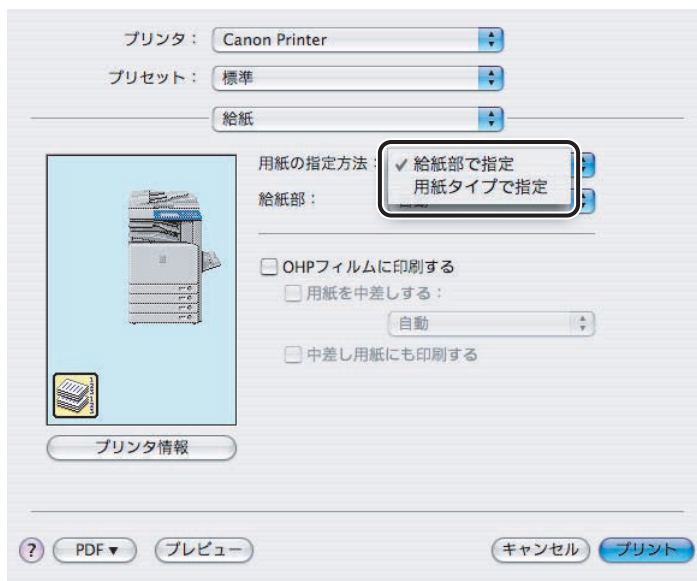 プリンタ： Canon Printer
プリセット： 標準
給紙
用紙の指定方法： ✓ 給紙部で指定
用紙タイプで指定
給紙部： 自動
OHPフィルムに印刷する
用紙を中差しする：
自動
中差し用紙にも印刷する
プリンタ情報
? PDF▼ プレビュー キャンセル プリント